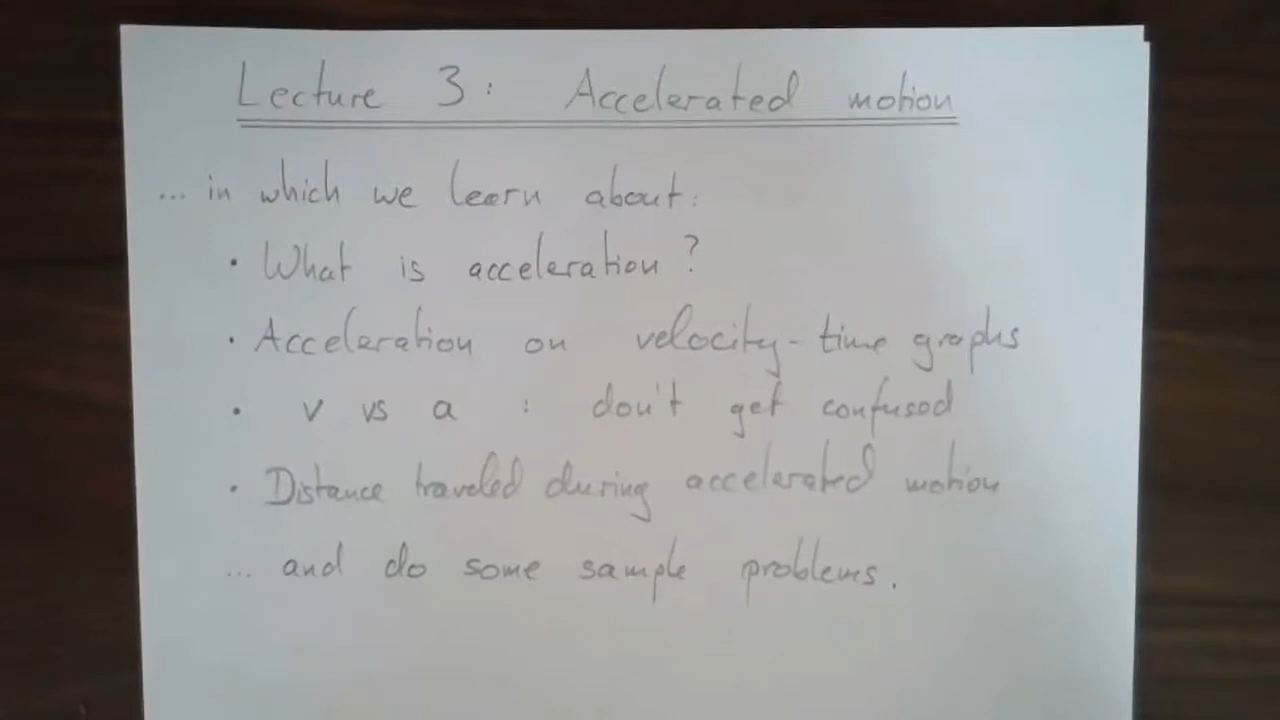 Lecture 3: Accelerated motion
... in which we learn about:
• What is acceleration?
• Acceleration on velocity-time graphs
• v vs a : don't get confused
• Distance traveled during accelerated motion
... and do some sample problems.